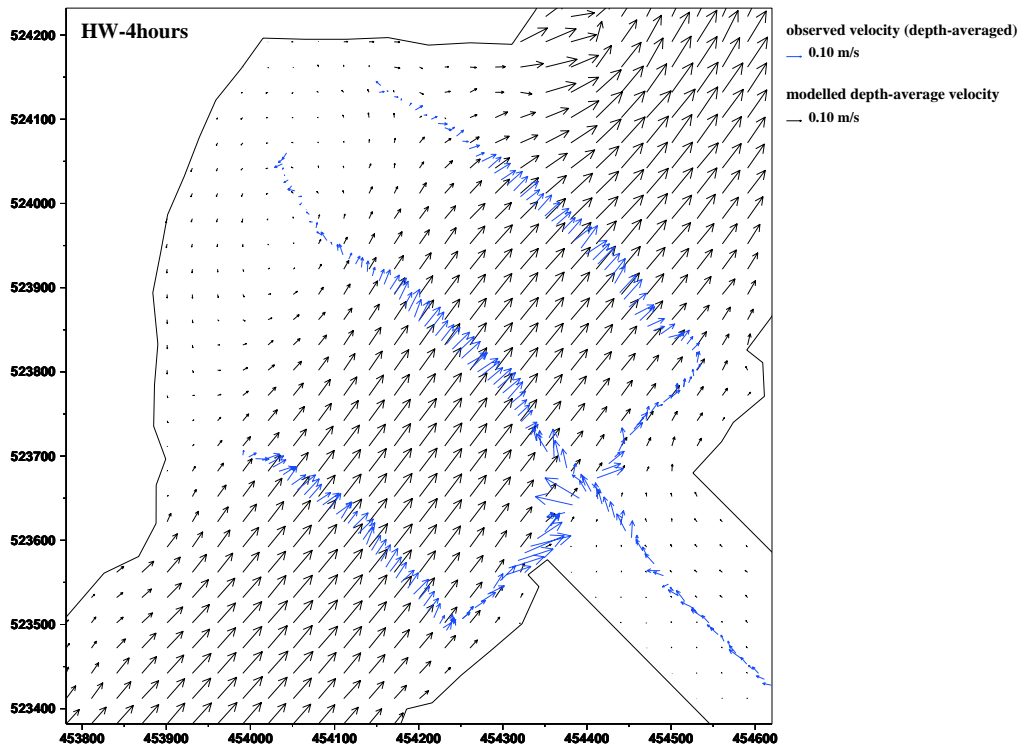 HW-4hours
observed velocity (depth-averaged)
0.10 m/s
modelled depth-average velocity
0.10 m/s
524200
524100
524000
523900
523800
523700
523600
523500
523400
453800 453900 454000 454100 454200 454300 454400 454500 454600